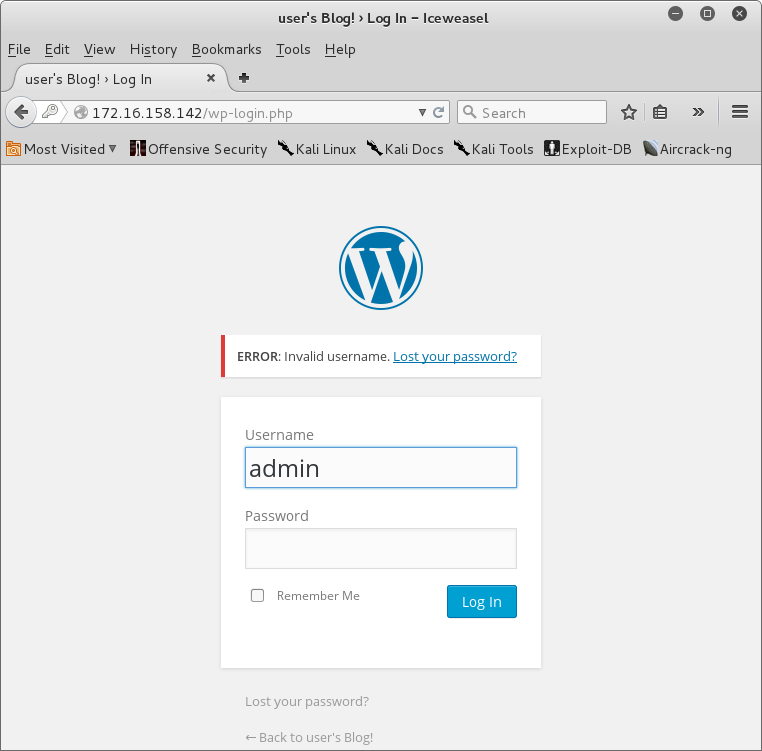 user's Blog! › Log In – Iceweasel
File Edit View History Bookmarks Tools Help
user's Blog! › Log In
172.16.158.142/wp-login.php Search
Most Visited Offensive Security Kali Linux Kali Docs Kali Tools Exploit-DB Aircrack-ng
W
ERROR: Invalid username. Lost your password?
Username
admin
Password
Remember Me Log In
Lost your password?
← Back to user's Blog!